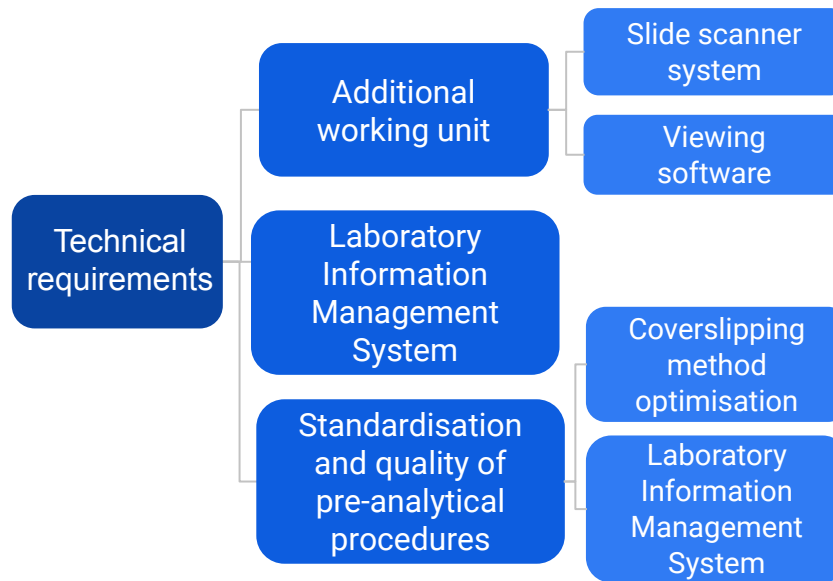 Technical
requirements
Additional
working unit
Slide scanner
system
Viewing
software
Laboratory
Information
Management
System
Standardisation
and quality of
pre-analytical
procedures
Coverslipping
method
optimisation
Laboratory
Information
Management
System